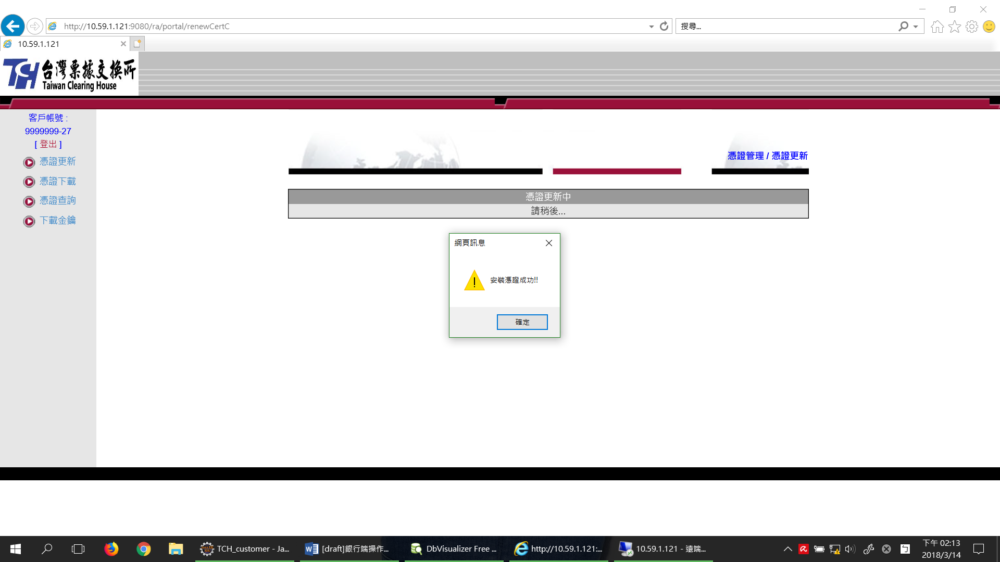 http://10.59.1.121:9080/ra/portal/renewCertC
搜尋...
10.59.1.121
TCH 台灣票據交換所
Taiwan Clearing House
客戶帳號 :
9999999-27
[ 登出 ]
憑證更新
憑證下載
憑證查詢
下載金鑰
憑證管理 / 憑證更新
憑證更新中
請稍後...
網頁訊息
安裝憑證成功!!
確定
TCH_customer - Ja...
[draft]銀行端操作...
DbVisualizer Free ...
http://10.59.1.121:...
10.59.1.121 - 遠端...
下午 02:13
2018/3/14